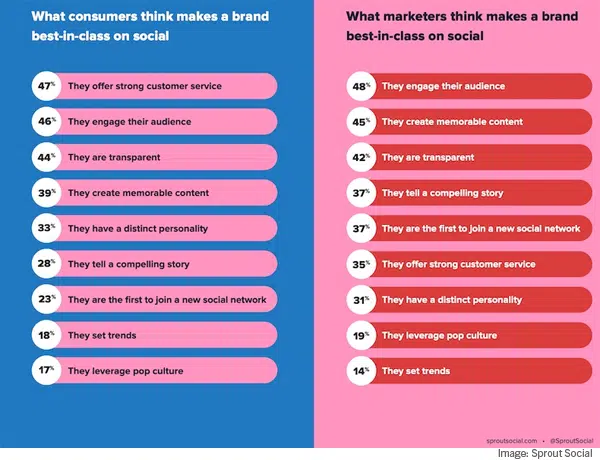 What consumers think makes a brand
best-in-class on social
47% They offer strong customer service
46% They engage their audience
44% They are transparent
39% They create memorable content
33% They have a distinct personality
28% They tell a compelling story
23% They are the first to join a new social network
18% They set trends
17% They leverage pop culture
What marketers think makes a brand
best-in-class on social
48% They engage their audience
45% They create memorable content
42% They are transparent
37% They tell a compelling story
37% They are the first to join a new social network
35% They offer strong customer service
31% They have a distinct personality
19% They leverage pop culture
14% They set trends
sproutsocial.com • @SproutSocial
Image: Sprout Social